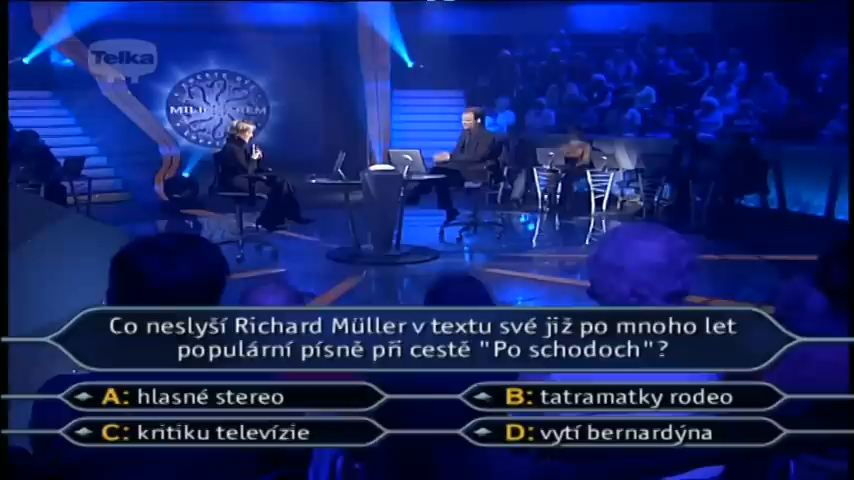 Telka
Co neslyší Richard Müller v textu své již po mnoho let
populární písně při cestě "Po schodoch"?
A: hlasné stereo
B: tatramatky rodeo
C: kritiku televízie
D: vytí bernardýna